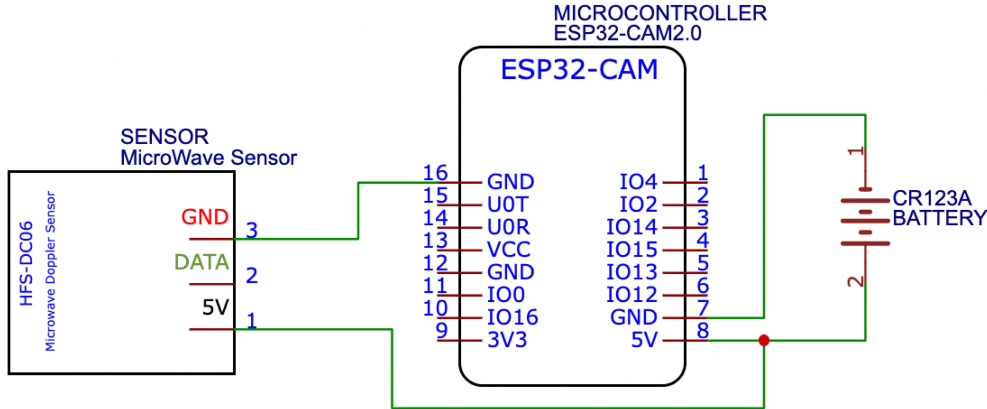 MICROCONTROLLER
ESP32-CAM2.0
ESP32-CAM
SENSOR
MicroWave Sensor
HFS-DC06
Microwave Doppler Sensor
GND 3
DATA 2
5V 1
16 GND
15 U0T
14 U0R
13 VCC
12 GND
11 IO0
10 IO16
9 3V3
IO4 1
IO2 2
IO14 3
IO15 4
IO13 5
IO12 6
GND 7
5V 8
1
CR123A
BATTERY
2